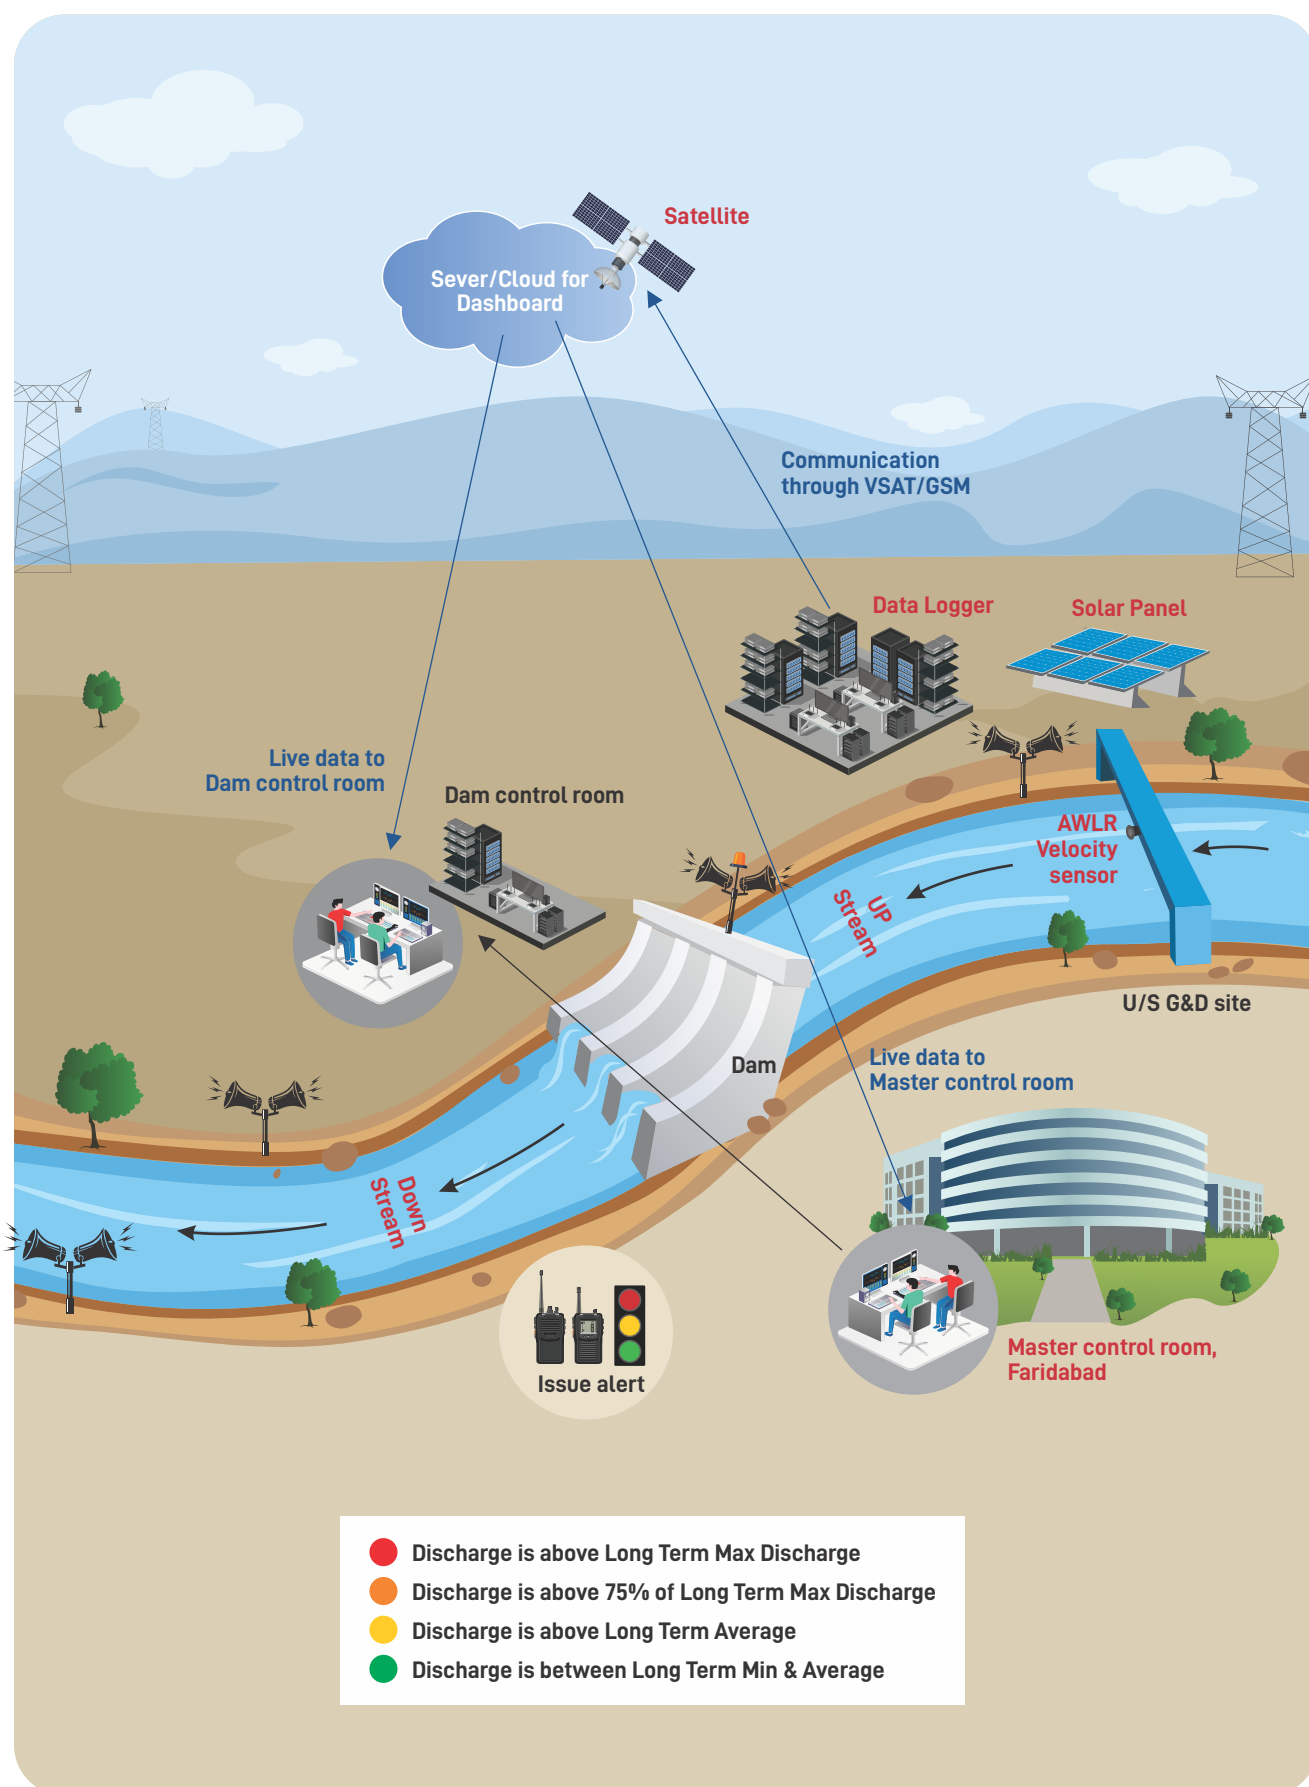 Satellite
Sever/Cloud for
Dashboard
Communication
through VSAT/GSM
Data Logger
Solar Panel
Live data to
Dam control room
Dam control room
AWLR
Velocity
sensor
UP
Stream
U/S G&D site
Dam
Live data to
Master control room
Down
Stream
Issue alert
Master control room,
Faridabad
Discharge is above Long Term Max Discharge
Discharge is above 75% of Long Term Max Discharge
Discharge is above Long Term Average
Discharge is between Long Term Min & Average